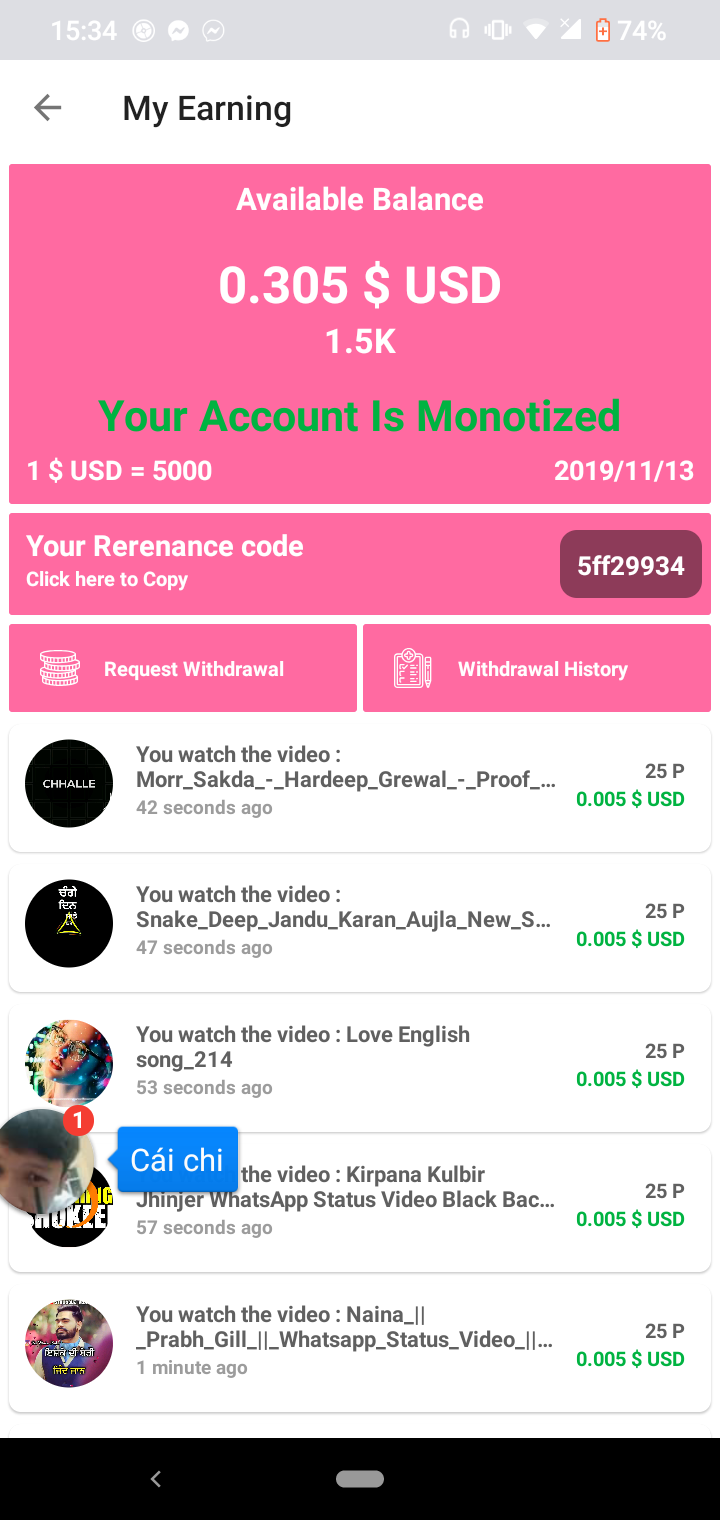 15:34
74%
My Earning
Available Balance
0.305 $ USD
1.5K
Your Account Is Monotized
1 $ USD = 5000
2019/11/13
Your Rerenance code
Click here to Copy
5ff29934
Request Withdrawal
Withdrawal History
CHHALLE
You watch the video :
Morr_Sakda_-_Hardeep_Grewal_-_Proof_...
42 seconds ago
25 P
0.005 $ USD
ਚੰਗੇ
ਦਿਨ
You watch the video :
Snake_Deep_Jandu_Karan_Aujla_New_S...
47 seconds ago
25 P
0.005 $ USD
You watch the video : Love English
song_214
53 seconds ago
25 P
0.005 $ USD
1
Cái chi
the video : Kirpana Kulbir
Jhinjer WhatsApp Status Video Black Bac...
57 seconds ago
25 P
0.005 $ USD
ਇਸ਼ਕ ਦੀ ਮੇਰੀ
ਜਿੰਦ ਜਾਨ
You watch the video : Naina_||
_Prabh_Gill_||_Whatsapp_Status_Video_||...
1 minute ago
25 P
0.005 $ USD